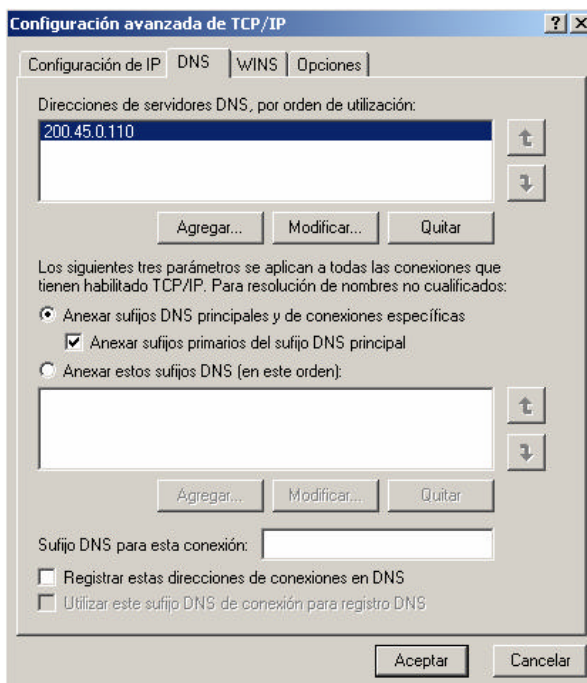 Configuración avanzada de TCP/IP
Configuración de IP DNS WINS Opciones
Direcciones de servidores DNS, por orden de utilización:
200.45.0.110
Agregar... Modificar... Quitar
Los siguientes tres parámetros se aplican a todas las conexiones que
tienen habilitado TCP/IP. Para resolución de nombres no cualificados:
Anexar sufijos DNS principales y de conexiones específicas
Anexar sufijos primarios del sufijo DNS principal
Anexar estos sufijos DNS (en este orden):
Agregar... Modificar... Quitar
Sufijo DNS para esta conexión:
Registrar estas direcciones de conexiones en DNS
Utilizar este sufijo DNS de conexión para registro DNS
Aceptar Cancelar